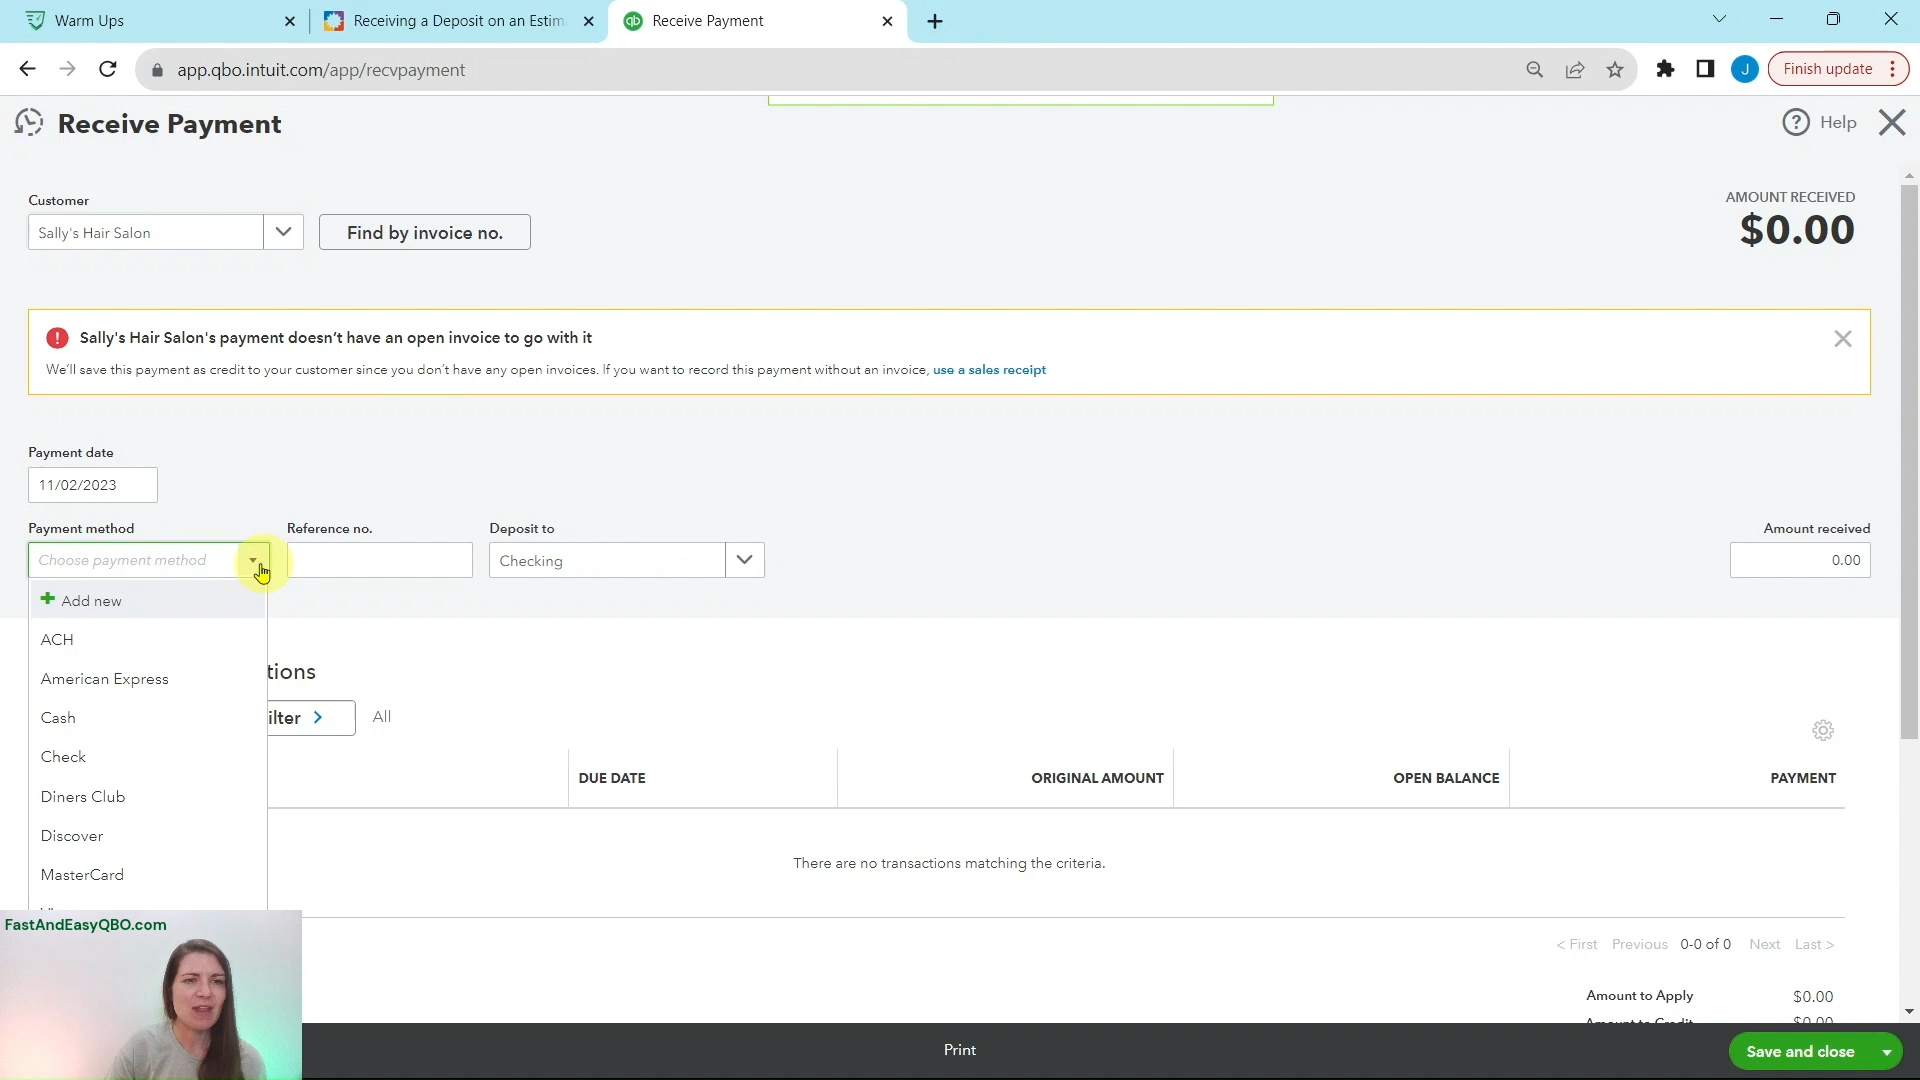 Warm Ups
Receiving a Deposit on an Estim
qb Receive Payment
app.qbo.intuit.com/app/recvpayment
J
Finish update
Receive Payment
? Help
Customer
Sally's Hair Salon
Find by invoice no.
AMOUNT RECEIVED
$0.00
! Sally's Hair Salon's payment doesn't have an open invoice to go with it
We'll save this payment as credit to your customer since you don't have any open invoices. If you want to record this payment without an invoice, use a sales receipt
Payment date
11/02/2023
Payment method Reference no. Deposit to Amount received
Choose payment method Checking 0.00
+ Add new
ACH
American Express
Cash
Check
Diners Club
Discover
MasterCard
tions
ilter > All
DUE DATE ORIGINAL AMOUNT OPEN BALANCE PAYMENT
There are no transactions matching the criteria.
< First Previous 0-0 of 0 Next Last >
Amount to Apply $0.00
Amount to Credit $0.00
FastAndEasyQBO.com
Print
Save and close